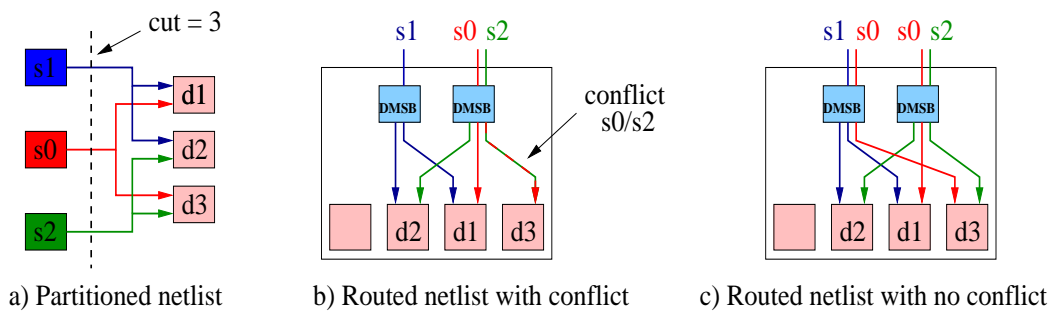 cut = 3
s1
s0
s2
d1
d2
d3
a) Partitioned netlist
s1
s0
s2
DMSB
DMSB
conflict
s0/s2
d2
d1
d3
b) Routed netlist with conflict
s1
s0
s0
s2
DMSB
DMSB
d2
d1
d3
c) Routed netlist with no conflict